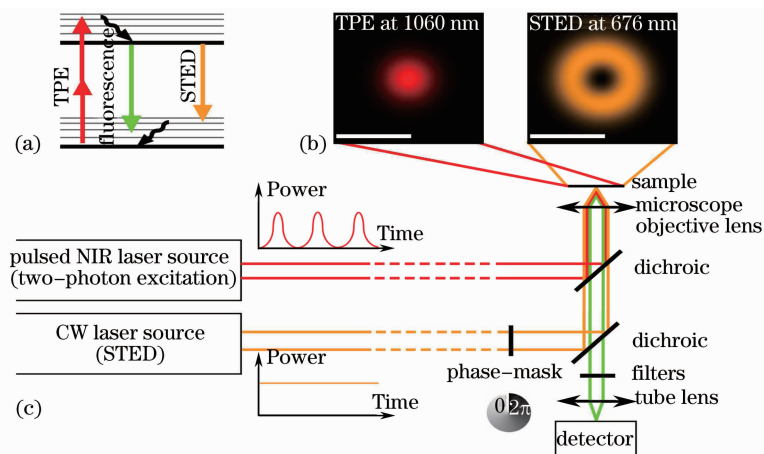 TPE
fluorescence
STED
(a)
TPE at 1060 nm
STED at 676 nm
(b)
sample
microscope
objective lens
Power
Time
pulsed NIR laser source
(two-photon excitation)
dichroic
CW laser source
(STED)
dichroic
Power
phase-mask
filters
Time
0
2π
tube lens
(c)
detector